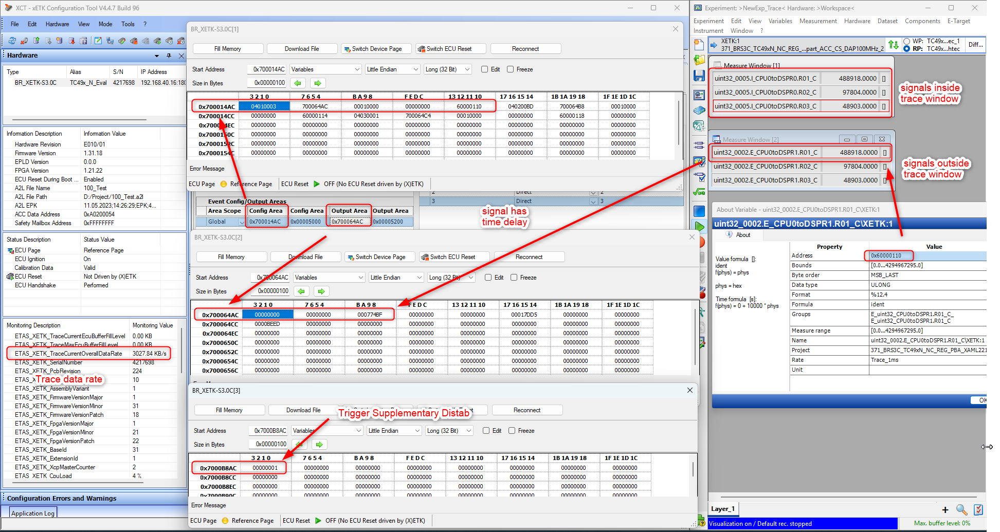 XCT - xETK Configuration Tool V4.4.7 Build 96
File Edit Hardware View Mode Tools ?
Hardware
Type Alias S/N IP Address
BR_XETK-S3.0C TC49x_N_Eval 4217698 192.168.40.16:180
Information Description Information Value
Hardware Revision E010/01
Firmware Version 1.31.18
EPLD Version 0.0.0
FPGA Version 1.21.22
ECU Reset During Boot ... Enabled
A2L File Name 100_Test
A2L File Path D:/Project/100_Test.a2l
A2L EPK 11.05.2023;14:26:29;EPK;4...
ACC Data Address 0xA0200054
Safety Mailbox Address 0xFFFFFFFF
Status Description Status Value
ECU Page Reference Page
ECU Ignition On
Calibration Data Valid
ECU Reset Not Driven by (X)ETK
ECU Handshake Performed
Monitoring Description Monitoring Value
ETAS_XETK_TraceCurrentEcuBufferFillLevel 0.00 KB
ETAS_XETK_TraceMaxEcuBufferFillLevel 0.00 KB
ETAS_XETK_TraceCurrentOverallDataRate 3027.84 KB/s
ETAS_XETK_SerialNumber 4217698
ETAS_XETK_PcbRevision 224
ETAS_X 10
Trace data rate
ETAS_XETK_AssemblyVariant 1
ETAS_XETK_FirmwareVersionMajor 1
ETAS_XETK_FirmwareVersionMinor 31
ETAS_XETK_FirmwareVersionPatch 18
ETAS_XETK_FpgaVersionMajor 1
ETAS_XETK_FpgaVersionMinor 21
ETAS_XETK_FpgaVersionPatch 22
ETAS_XETK_BaseId 31
ETAS_XETK_ExtensionId 1
ETAS_XETK_XcpMasterCounter 2
ETAS_XETK_CpuLoad 4 %
Configuration Errors and Warnings
Application Log
BR_XETK-S3.0C[1]
Fill Memory Download File Switch Device Page Switch ECU Reset Reconnect
Start Address 0x700014AC Variables Little Endian Long (32 Bit) Edit Freeze
Size in Bytes 0x00000100
3 2 1 0 7 6 5 4 B A 9 8 F E D C 13 12 11 10 17 16 15 14 1B 1A 19 18 1F 1E 1D 1C
0x700014AC 04010003 700064AC 00010000 00000000 60000110 040200BD 700064B8 00010000
0x700014CC 00000000 60000114 04030001 700064C4 00010000 00000000 60000118 00000000
0x700014EC 00000000 00000000 00000000 00000000 00000000 00000000 00000000 00000000
0x7000150C 00000000 00000000 00000000 00000000 00000000 00000000 00000000 00000000
0x7000152C 00000000 00000000 00000000 00000000 00000000 00000000 00000000 00000000
0x7000154C 00000000 00000000 00000000 00000000 00000000 00000000 00000000 00000000
Error Message
ECU Page Reference Page ECU Reset OFF (No ECU Reset driven by (X)ETK)
2 Direct 2
Event Config/Output Areas 3 Direct 3
Area Scope Config Area Config Area Output Area Output Area
Global 0x700014AC 0x00005000 0x700064AC 0x00005200
signal has
time delay
BR_XETK-S3.0C[2]
Fill Memory Download File Switch Device Page Switch ECU Reset Reconnect
Start Address 0x700064AC Variables Little Endian Long (32 Bit) Edit Freeze
Size in Bytes 0x00000100
3 2 1 0 7 6 5 4 B A 9 8 F E D C 13 12 11 10 17 16 15 14 1B 1A 19 18 1F 1E 1D 1C
0x700064AC 00000000 00000000 000774BF 00000000 00000000 00017DD5 00000000 00000000
0x700064CC 0000BEED 00000000 00000000 00000000 00000000 00000000 00000000 00000000
0x700064EC 00000000 00000000 00000000 00000000 00000000 00000000 00000000 00000000
0x7000650C 00000000 00000000 00000000 00000000 00000000 00000000 00000000 00000000
0x7000652C 00000000 00000000 00000000 00000000 00000000 00000000 00000000 00000000
0x7000654C 00000000 00000000 00000000 00000000 00000000 00000000 00000000 00000000
0x7000656C 00000000 00000000 00000000 00000000 00000000 00000000 00000000 00000000
BR_XETK-S3.0C[3]
Fill Memory Download File Reconnect
Trigger Supplementary Distab
Start Address 0x7000B8AC Variables Little Endian Long (32 Bit) Edit Freeze
Size in Bytes 0x00000100
3 2 1 0 7 6 5 4 B A 9 8 F E D C 13 12 11 10 17 16 15 14 1B 1A 19 18 1F 1E 1D 1C
0x7000B8AC 00000001 00000000 00000000 00000000 00000000 00000000 00000000 00000000
0x7000B8CC 00000000 00000000 00000000 00000000 00000000 00000000 00000000 00000000
0x7000B8EC 00000000 00000000 00000000 00000000 00000000 00000000 00000000 00000000
0x7000B90C 00000000 00000000 00000000 00000000 00000000 00000000 00000000 00000000
Error Message
ECU Page Reference Page ECU Reset OFF (No ECU Reset driven by (X)ETK)
Experiment: >NewExp_Trace< Hardware: >Workspace<
Experiment Edit View Variables Measurement Hardware Dataset Components E-Target
Instrument Window ?
XETK:1 WP: TC49x...ec_1
371_BRS3C_TC49xN_NC_REG_...part_ACC_CS_DAP100MHz_2 RP: TC49x...htec Diff...
Measure Window [1]
uint32_0005.I_CPU0toDSPR0.R01_C 488918.0000 []
uint32_0005.I_CPU0toDSPR0.R02_C 97804.0000 []
uint32_0005.I_CPU0toDSPR0.R03_C 48903.0000 []
signals inside
trace window
Measure Window [2]
uint32_0002.E_CPU0toDSPR1.R01_C 488918.0000 []
uint32_0002.E_CPU0toDSPR1.R02_C 97804.0000 []
uint32_0002.E_CPU0toDSPR1.R03_C 48903.0000 []
signals outside
trace window
About Variable - uint32_0002.E_CPU0toDSPR1.R01_C\XETK:1
uint32_0002.E_CPU0toDSPR1.R01_C\XETK:1
About
Value formula []:
ident
f(phys) = phys
phys = hex
Time formula [s]:
f(phys) = 0 + 10000 * phys
Property Value
Address 0x60000110
Bounds [0.0...4294967295.0]
Byte order MSB_LAST
Data type ULONG
Format %12.4
Formula ident
Groups E_uint32_CPU0toDSPR1.R01_C_
E_uint32_CPU0toDSPR1.R01_C
Measure range [0.0...4294967295.0]
Name uint32_0002.E_CPU0toDSPR1.R01_C\XETK:1
Project 371_BRS3C_TC49xN_NC_REG_PBA_XAML221
Rate Trace_1ms
Unit
OK
Layer_1
Visualization on / Default rec. stopped Max. buffer level: 0%